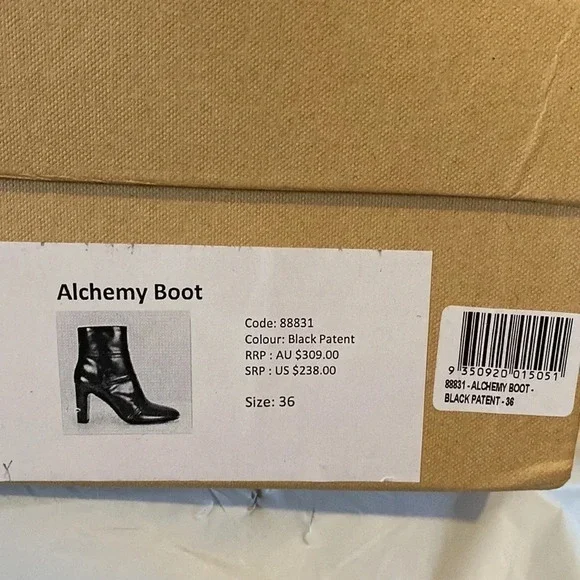 Alchemy Boot
Code: 88831
Colour: Black Patent
RRP : AU $309.00
SRP : US $238.00
Size: 36
9 350920 015051
88831 - ALCHEMY BOOT -
BLACK PATENT - 36